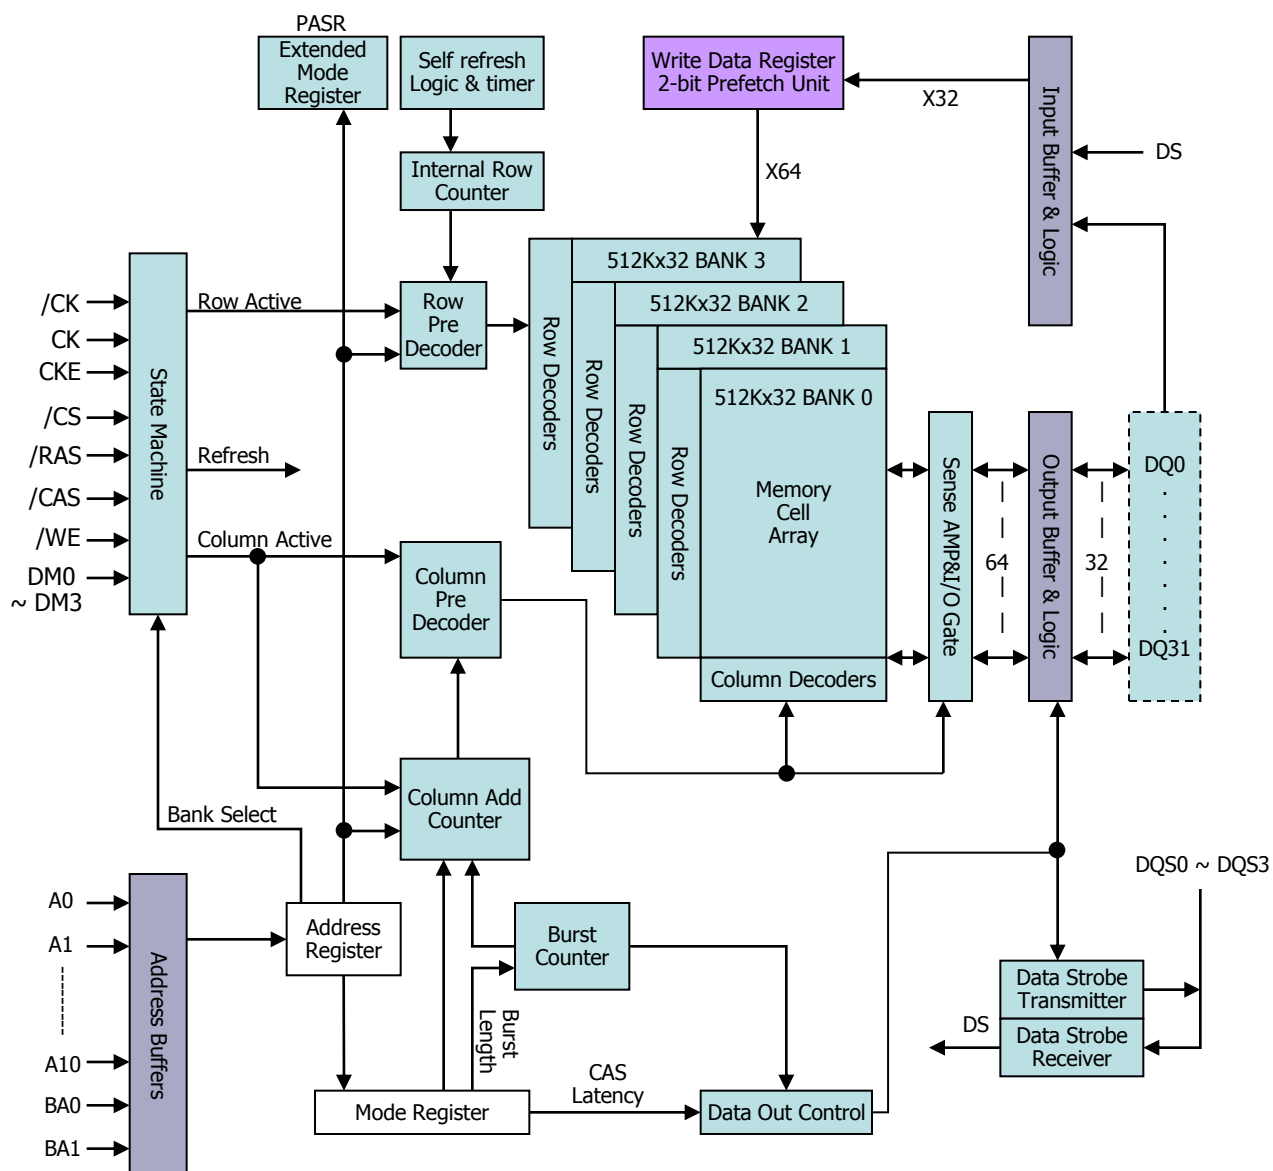 PASR
Extended
Mode
Register
Self refresh
Logic & timer
Internal Row
Counter
Write Data Register
2-bit Prefetch Unit
X32
X64
Input Buffer & Logic
DS
/CK
CK
CKE
/CS
/RAS
/CAS
/WE
DM0
~ DM3
State Machine
Row Active
Refresh
Column Active
Row
Pre
Decoder
Row Decoders
Row Decoders
Row Decoders
Row Decoders
512Kx32 BANK 3
512Kx32 BANK 2
512Kx32 BANK 1
512Kx32 BANK 0
Memory
Cell
Array
Column Decoders
Sense AMP&I/O Gate
64
Output Buffer & Logic
32
DQ0
.
.
.
.
.
.
.
DQ31
Column
Pre
Decoder
Bank Select
Column Add
Counter
A0
A1
A10
BA0
BA1
Address Buffers
Address
Register
Burst
Counter
Burst
Length
Mode Register
CAS
Latency
Data Out Control
DQS0 ~ DQS3
Data Strobe
Transmitter
Data Strobe
Receiver
DS